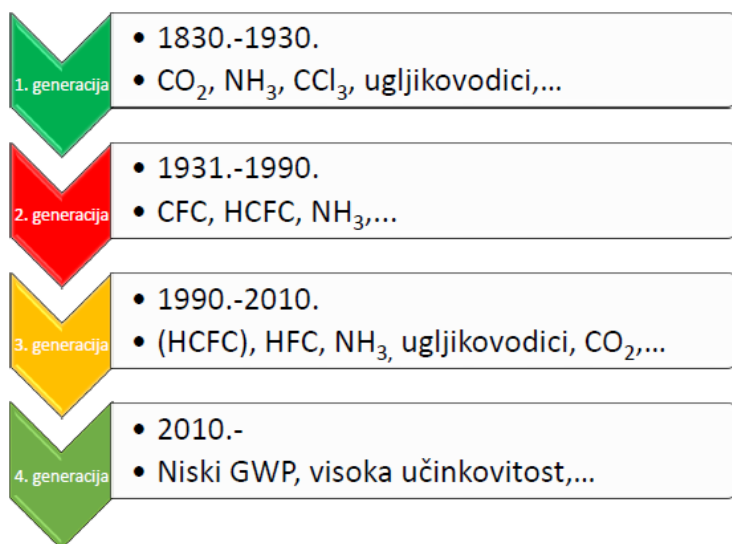 1. generacija
• 1830.-1930.
• CO₂, NH₃, CCl₃, ugljikovodici,...
2. generacija
• 1931.-1990.
• CFC, HCFC, NH₃,...
3. generacija
• 1990.-2010.
• (HCFC), HFC, NH₃, ugljikovodici, CO₂,...
4. generacija
• 2010.-
• Niski GWP, visoka učinkovitost,...